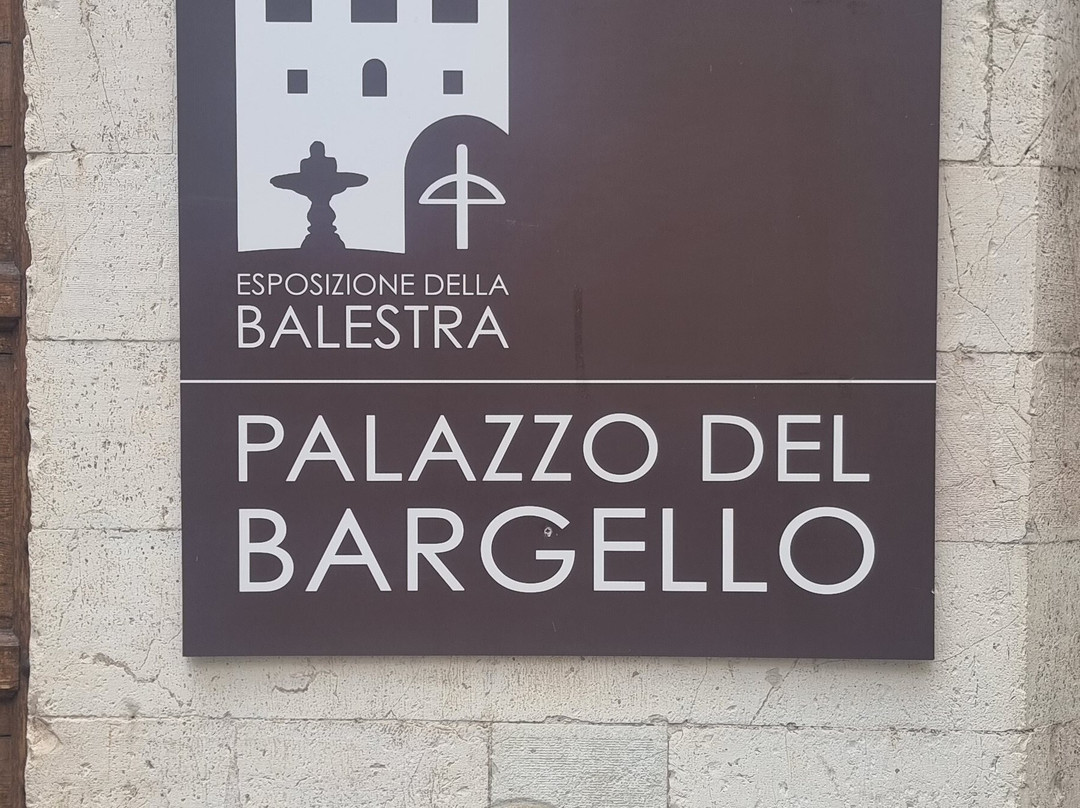 ESPOSIZIONE DELLA
BALESTRA
PALAZZO DEL
BARGELLO